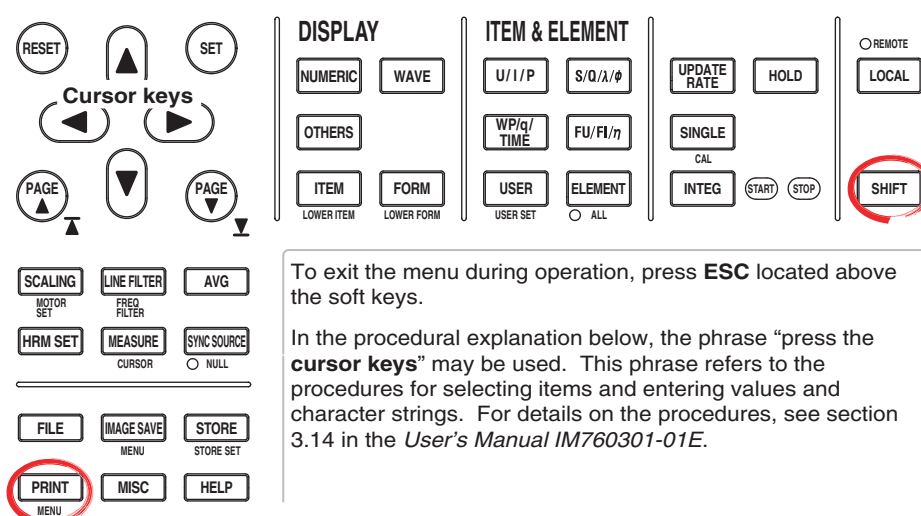 RESET
SET
Cursor keys
PAGE
PAGE
DISPLAY
NUMERIC
WAVE
OTHERS
ITEM
FORM
LOWER ITEM
LOWER FORM
ITEM & ELEMENT
U / I / P
S/Q/λ/ϕ
WP/q/
TIME
FU/FI/η
USER
ELEMENT
USER SET
ALL
UPDATE
RATE
HOLD
SINGLE
CAL
INTEG
START
STOP
REMOTE
LOCAL
SHIFT
SCALING
LINE FILTER
AVG
MOTOR
SET
FREQ
FILTER
HRM SET
MEASURE
SYNC SOURCE
CURSOR
NULL
FILE
IMAGE SAVE
STORE
MENU
STORE SET
PRINT
MISC
HELP
MENU
To exit the menu during operation, press ESC located above
the soft keys.
In the procedural explanation below, the phrase “press the
cursor keys” may be used. This phrase refers to the
procedures for selecting items and entering values and
character strings. For details on the procedures, see section
3.14 in the User’s Manual IM760301-01E.